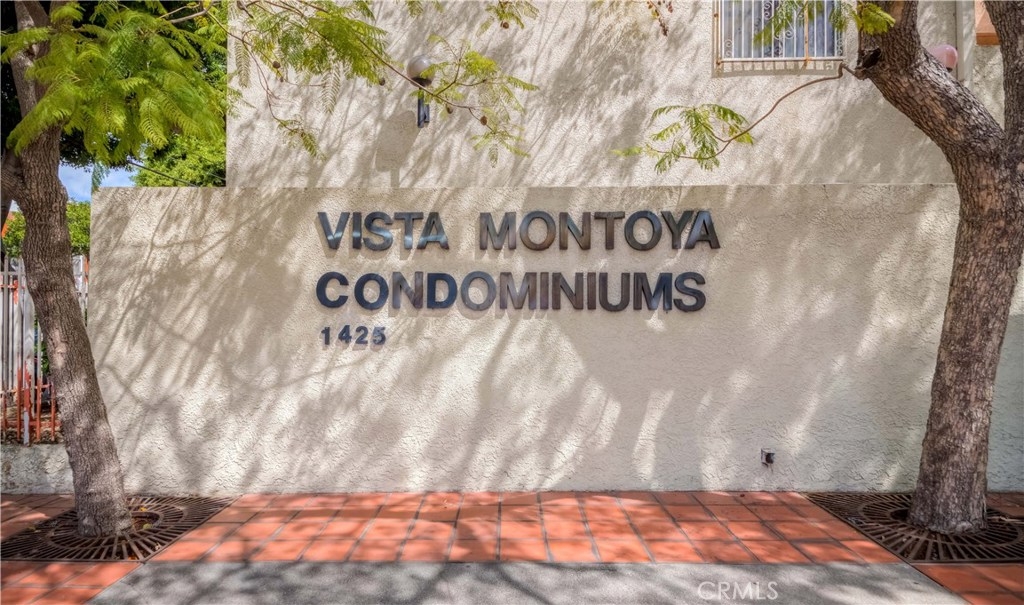 VISTA MONTOYA
CONDOMINIUMS
1425
CRMLS